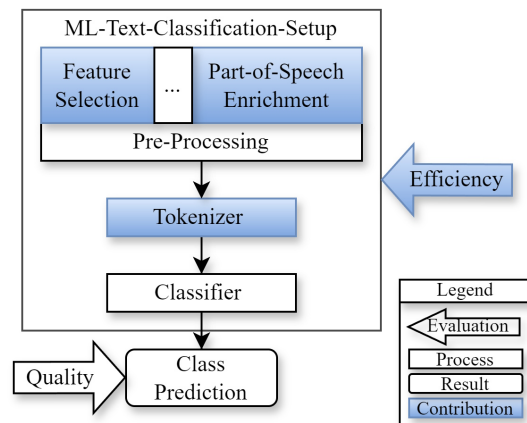 ML-Text-Classification-Setup
Feature
Selection
...
Part-of-Speech
Enrichment
Pre-Processing
Efficiency
Tokenizer
Classifier
Quality
Class
Prediction
Legend
Evaluation
Process
Result
Contribution